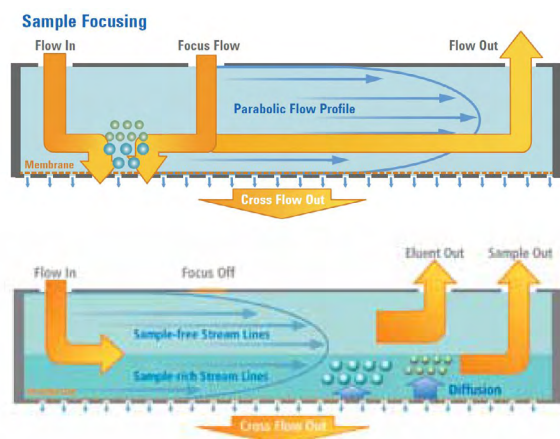 Sample Focusing
Flow In
Focus Flow
Flow Out
Parabolic Flow Profile
Membrane
Cross Flow Out
Eluent Out
Sample Out
Flow In
Focus Off
Sample-free Stream Lines
Sample-rich Stream Lines
Diffusion
Cross Flow Out